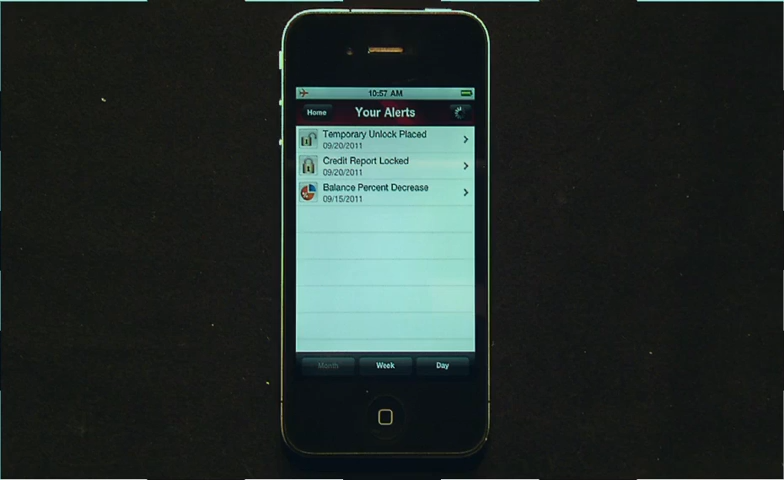 10:57 AM
Home
Your Alerts
Temporary Unlock Placed
09/20/2011
Credit Report Locked
09/20/2011
Balance Percent Decrease
09/15/2011
Month
Week
Day